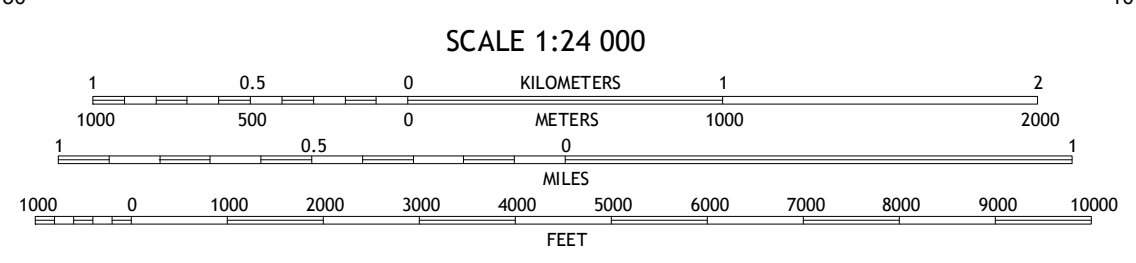 SCALE 1:24 000
1 0.5 0 KILOMETERS 1 2
1000 500 0 METERS 1000 2000
1 0.5 0 1
MILES
1000 0 1000 2000 3000 4000 5000 6000 7000 8000 9000 10000
FEET